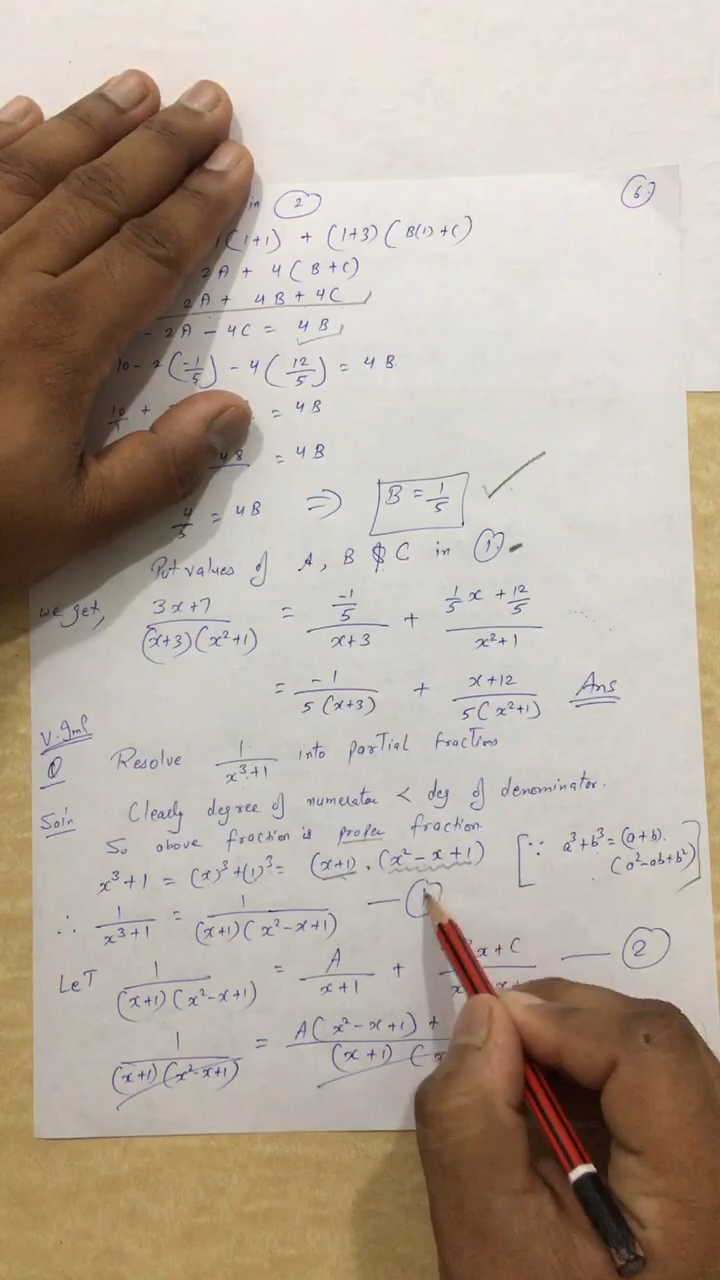 in (2) (6.)
(1+1) + (1+3) ( B(1) + C)
2A + 4 ( B + C)
2A + 4B + 4C
- 2A - 4C = 4B
10 - 2 (-1/5) - 4 (12/5) = 4B
10/1 + = 4B
48 = 4B
4/5 = 4B ⇒ B = 1/5 ✓
Put values of A, B & C in (1).
we get, (3x+7)/((x+3)(x²+1)) = (-1/5)/(x+3) + (1/5 x + 12/5)/(x²+1)
= -1/(5(x+3)) + (x+12)/(5(x²+1)) Ans
V.Iml
Q Resolve 1/(x³+1) into partial fractions
Soln Clearly degree of numerator < deg of denominator.
So above fraction is proper fraction
x³+1 = (x)³+(1)³ = (x+1).(x²-x+1) [∵ a³+b³ = (a+b). (a²-ab+b²)]
∴ 1/(x³+1) = 1/((x+1)(x²-x+1)) — (1)
LeT 1/((x+1)(x²-x+1)) = A/(x+1) + x + C — (2)
1/((x+1)(x²-x+1)) = A(x²-x+1) + (x+1)